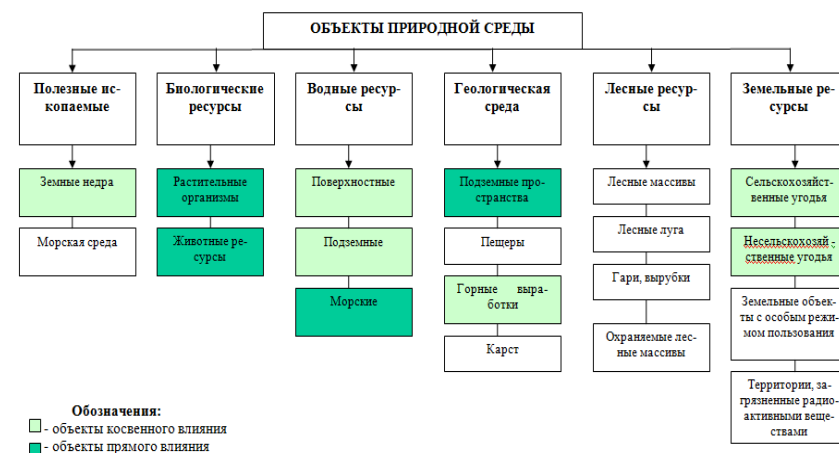 ОБЪЕКТЫ ПРИРОДНОЙ СРЕДЫ
Полезные ис-
копаемые
Биологические
ресурсы
Водные ресур-
сы
Геологическая
среда
Лесные ресур-
сы
Земельные ре-
сурсы
Земные недра
Морская среда
Растительные
организмы
Животные ре-
сурсы
Поверхностные
Подземные
Морские
Подземные про-
странства
Пещеры
Горные выра-
ботки
Карст
Лесные массивы
Лесные луга
Гари, вырубки
Охраняемые лес-
ные массивы
Сельскохозяйст-
венные угодья
Несельскохозяй -
ственные угодья
Земельные объек-
ты с особым режи-
мом пользования
Территории, за-
грязненные радио-
активными веще-
ствами
Обозначения:
- объекты косвенного влияния
- объекты прямого влияния